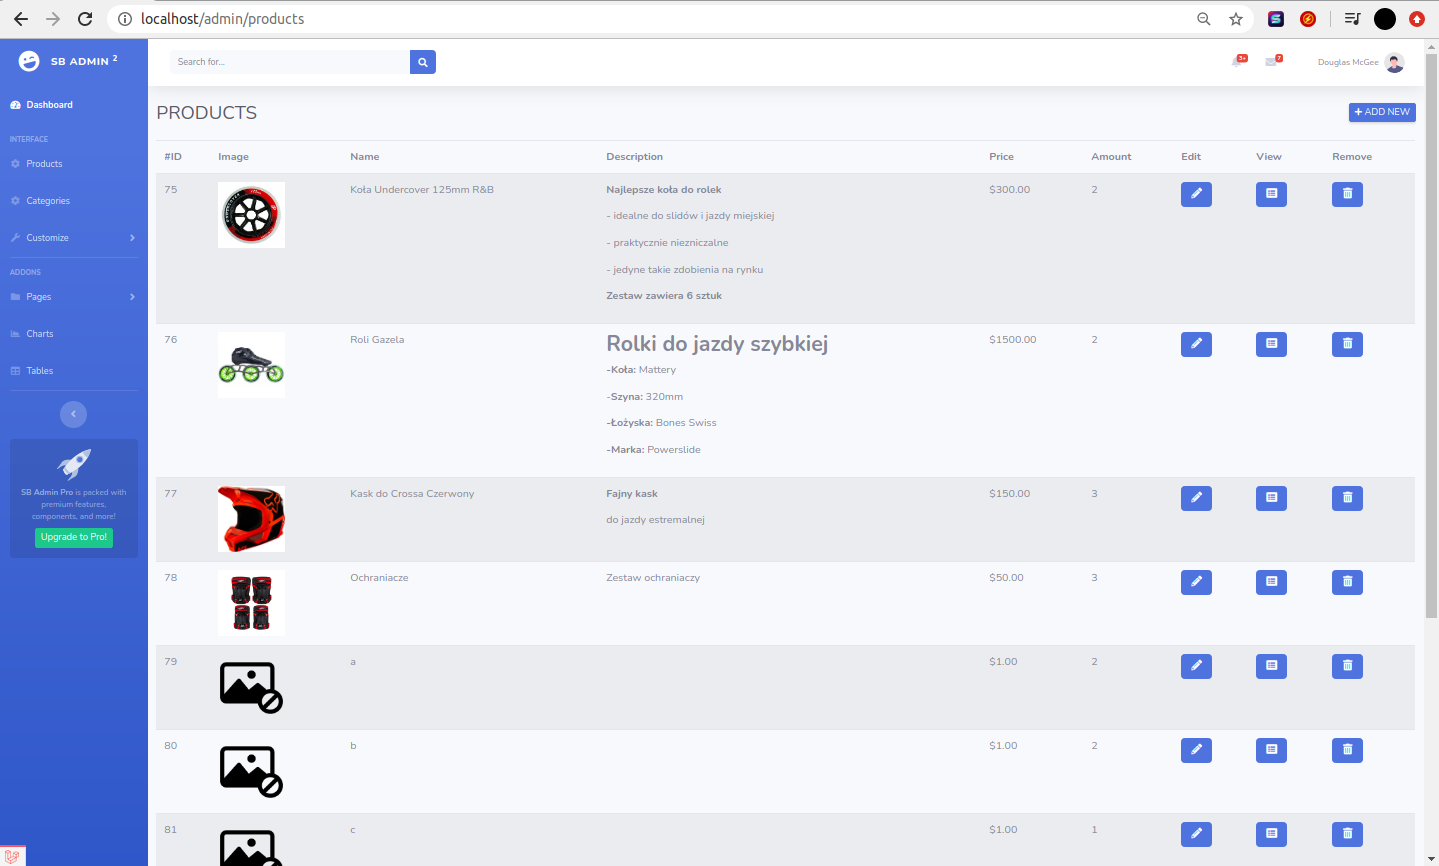 localhost/admin/products
SB ADMIN 2
Search for...
3+
7
Douglas McGee
Dashboard
INTERFACE
Products
Categories
Customize
ADDONS
Pages
Charts
Tables
SB Admin Pro is packed with
premium features,
components, and more!
Upgrade to Pro!
PRODUCTS
ADD NEW
#ID Image Name Description Price Amount Edit View Remove
75 Koła Undercover 125mm R&B Najlepsze koła do rolek $300.00 2
- idealne do slidów i jazdy miejskiej
- praktycznie niezniczalne
- jedyne takie zdobienia na rynku
Zestaw zawiera 6 sztuk
76 Roli Gazela Rolki do jazdy szybkiej $1500.00 2
-Koła: Mattery
-Szyna: 320mm
-Łożyska: Bones Swiss
-Marka: Powerslide
77 Kask do Crossa Czerwony Fajny kask $150.00 3
do jazdy estremalnej
78 Ochraniacze Zestaw ochraniaczy $50.00 3
79 a $1.00 2
80 b $1.00 2
81 c $1.00 1